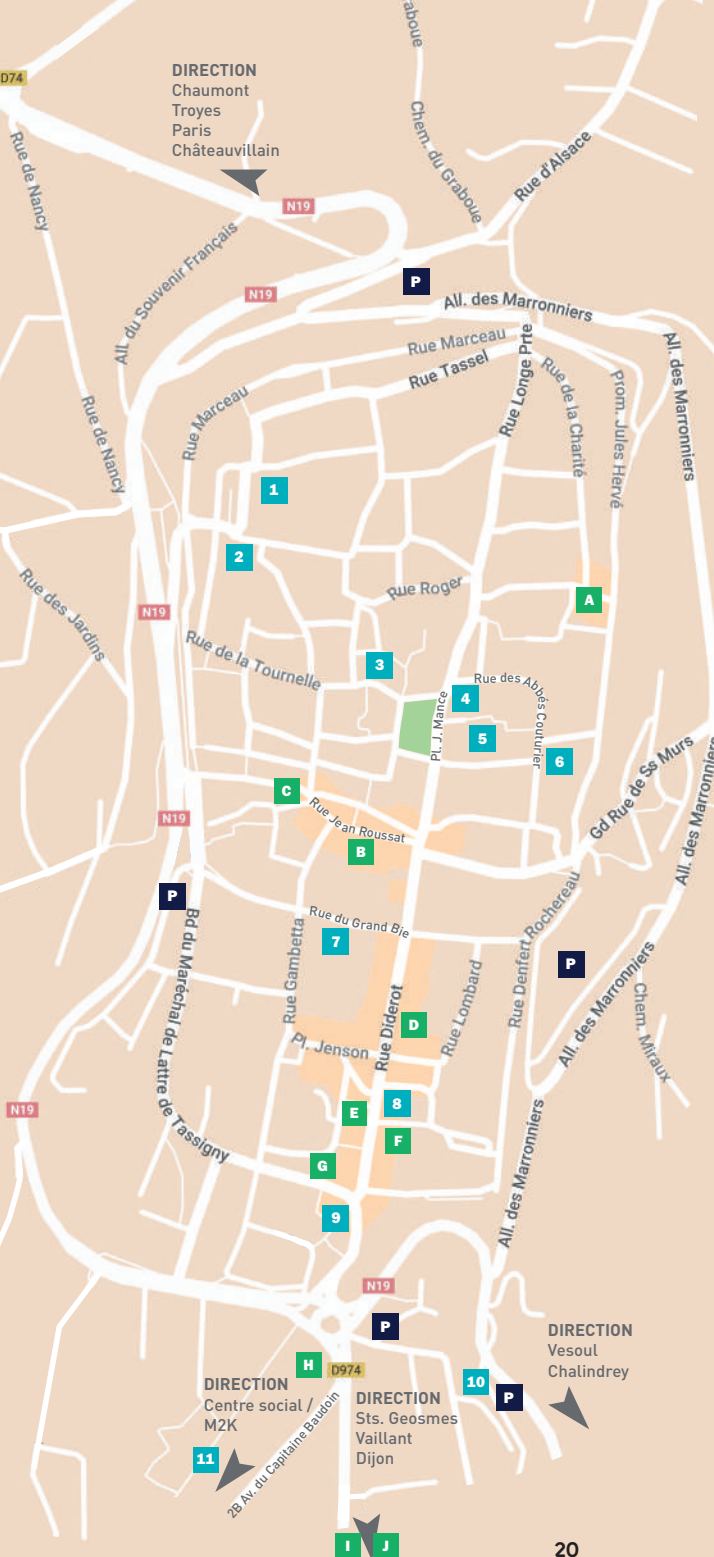 raboue
D74
DIRECTION
Chaumont
Troyes
Paris
Châteauvillain
Chem. du Graboue
Rue d'Alsace
Rue de Nancy
N19
All. du Souvenir Français
P
N19
All. des Marronniers
Rue Marceau
Rue Tassel
Rue Longe Prte
Rue de la Charité
Prom. Jules Hervé
All. des Marronniers
Rue Marceau
Rue de Nancy
1
2
Rue des Jardins
Rue Roger
A
N19
Rue de la Tournelle
3
Rue des Abbés Couturier
4
Pl. J. Mance
5
6
Gd Rue de Ss Murs
All. des Marronniers
C
N19
Rue Jean Roussat
B
P
Rue du Grand Bie
7
Rue Gambetta
Bd du Maréchal de Lattre de Tassigny
Rue Denfert Rochereau
P
Rue Lombard
Rue Diderot
D
All. des Marronniers
Chem. Miraux
Pl. Jenson
N19
E
8
F
G
All. des Marronniers
9
N19
P
DIRECTION
Vesoul
Chalindrey
H
D974
10
P
DIRECTION
Centre social /
M2K
DIRECTION
Sts. Geosmes
Vaillant
Dijon
11
2B Av. du Capitaine Baudoin
I
J
20